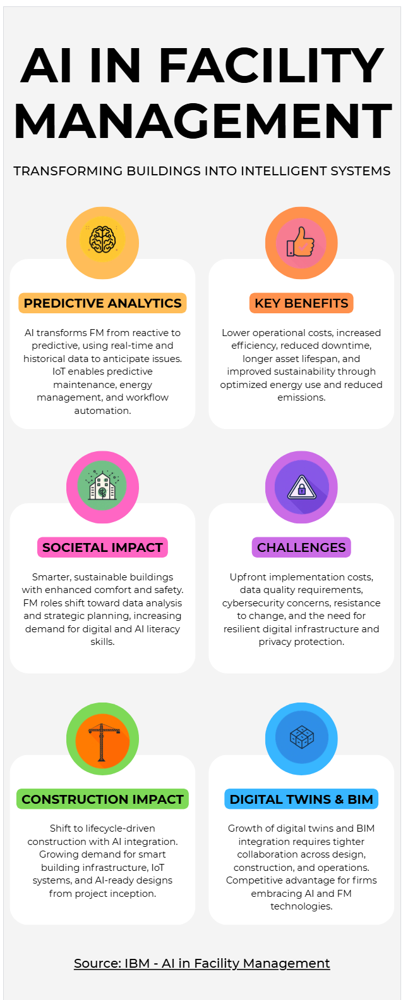 AI IN FACILITY
MANAGEMENT
TRANSFORMING BUILDINGS INTO INTELLIGENT SYSTEMS
PREDICTIVE ANALYTICS
AI transforms FM from reactive to
predictive, using real-time and
historical data to anticipate issues.
IoT enables predictive
maintenance, energy
management, and workflow
automation.
KEY BENEFITS
Lower operational costs, increased
efficiency, reduced downtime,
longer asset lifespan, and
improved sustainability through
optimized energy use and reduced
emissions.
SOCIETAL IMPACT
Smarter, sustainable buildings
with enhanced comfort and safety.
FM roles shift toward data analysis
and strategic planning, increasing
demand for digital and AI literacy
skills.
CHALLENGES
Upfront implementation costs,
data quality requirements,
cybersecurity concerns, resistance
to change, and the need for
resilient digital infrastructure and
privacy protection.
CONSTRUCTION IMPACT
Shift to lifecycle-driven
construction with AI integration.
Growing demand for smart
building infrastructure, IoT
systems, and AI-ready designs
from project inception.
DIGITAL TWINS & BIM
Growth of digital twins and BIM
integration requires tighter
collaboration across design,
construction, and operations.
Competitive advantage for firms
embracing AI and FM
technologies.
Source: IBM - AI in Facility Management